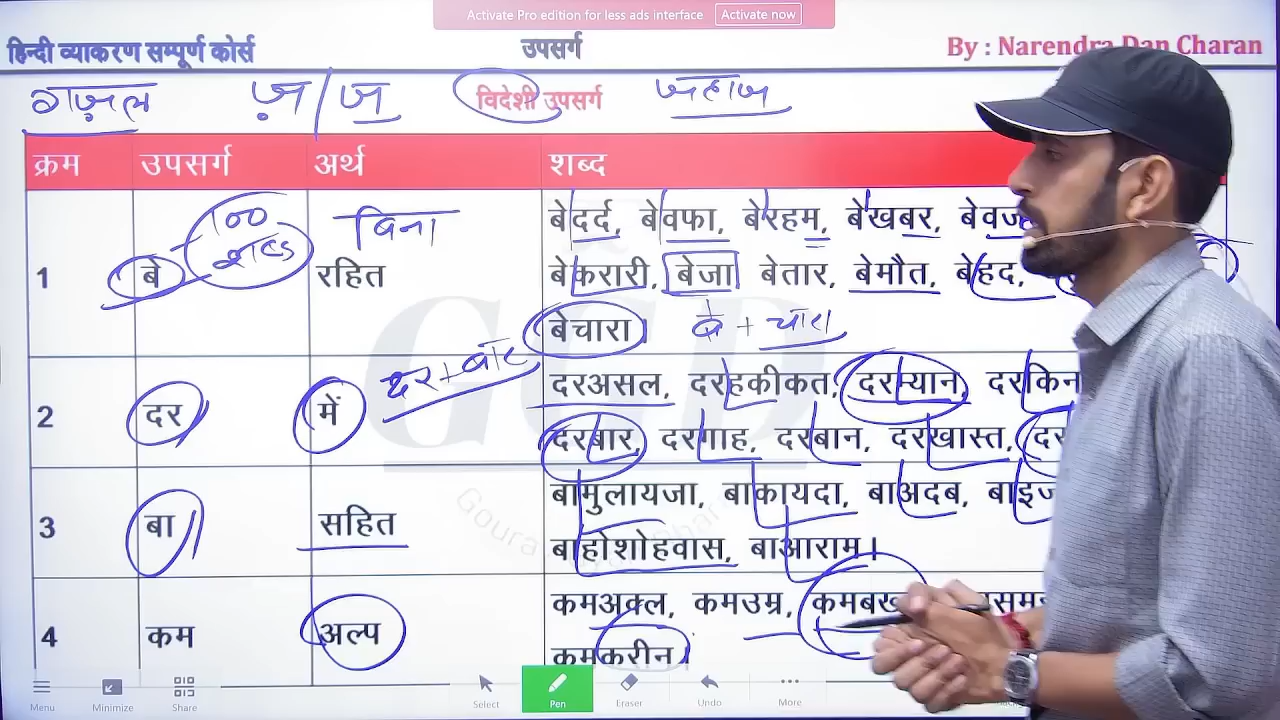 Activate Pro edition for less ads interface Activate now
हिन्दी व्याकरण सम्पूर्ण कोर्स उपसर्ग By : Narendra Dan Charan
गज़ल ज़/ज विदेशी उपसर्ग जहाज
क्रम उपसर्ग अर्थ शब्द
100 शब्द बिना बेदर्द, बेवफा, बेरहम, बेखबर,
1 बे रहित बेकरारी, बेजा बेतार, बेमौत, बेहद,
बेचारा बे + चारा
दर + बार दरअसल, दरहकीकत, दरम्यान,
2 दर में दरबार, दरगाह, दरबान, दरखास्त,
बामुलायजा, बाकायदा, बाअदब,
3 बा सहित
बाहोशोहवास, बाआराम।
कमअक्ल, कमउम्र,
4 कम अल्प
कमकरीन
Menu Minimize Share Select Pen Eraser Undo More